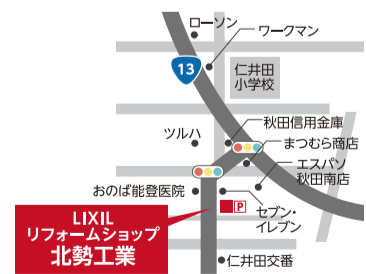 ローソン
ワークマン
13
仁井田
小学校
秋田信用金庫
ツルハ
まつむら商店
エスパソ
秋田南店
おのば能登医院
P
セブン・
イレブン
LIXIL
リフォームショップ
北勢工業
仁井田交番